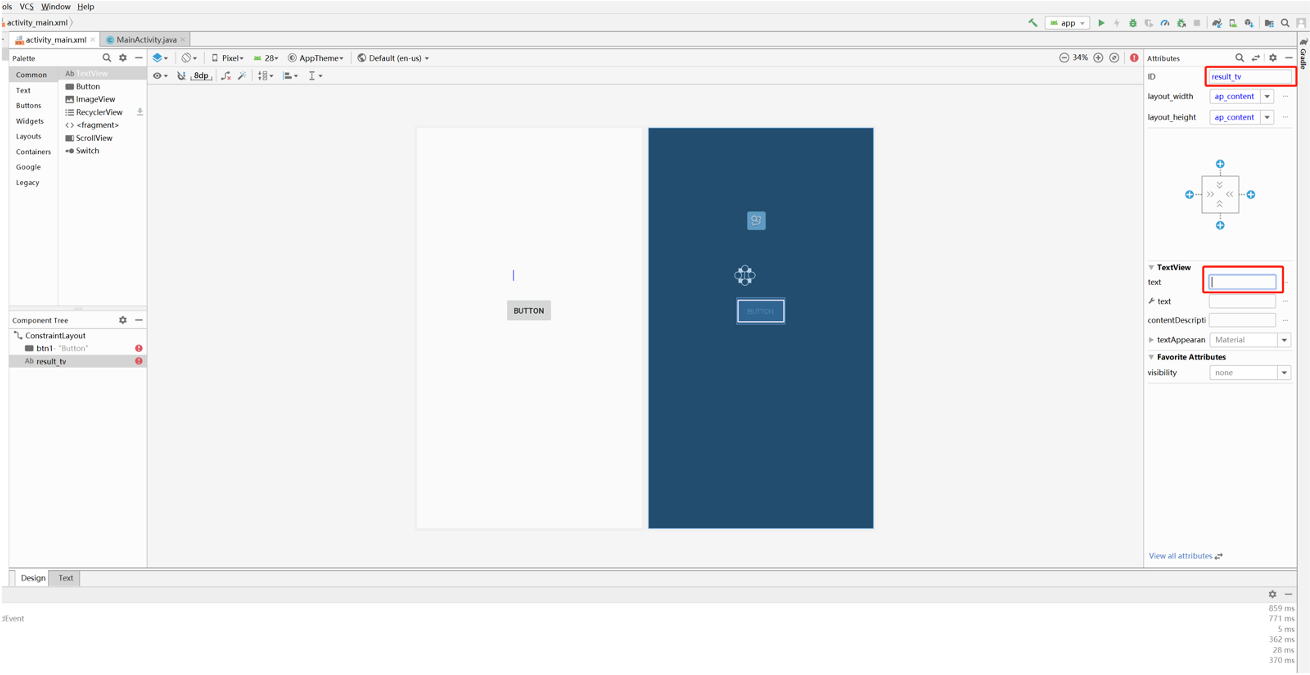 ols VCS Window Help
activity_main.xml
app
activity_main.xml MainActivity.java
Palette
Pixel 28 AppTheme Default (en-us) 34%
Attributes
Common
Text
Buttons
Widgets
Layouts
Containers
Google
Legacy
Ab TextView
Button
ImageView
RecyclerView
<fragment>
ScrollView
Switch
8dp
BUTTON
BUTTON
ID result_tv
layout_width ap_content
layout_height ap_content
TextView
text
text
contentDescripti
textAppearan Material
Favorite Attributes
visibility none
View all attributes
Gradle
Component Tree
ConstraintLayout
btn1- "Button"
Ab result_tv
Design Text
859 ms
dEvent 771 ms
5 ms
362 ms
28 ms
370 ms